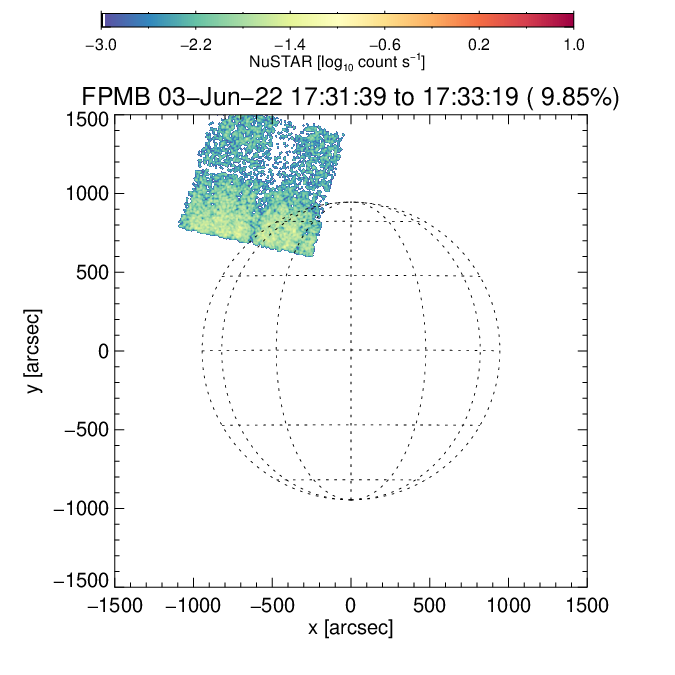 −3.0 −2.2 −1.4 −0.6 0.2 1.0
NuSTAR [log₁₀ count s⁻¹]
FPMB 03−Jun−22 17:31:39 to 17:33:19 ( 9.85%)
1500
1000
500
0
−500
−1000
−1500
y [arcsec]
−1500 −1000 −500 0 500 1000 1500
x [arcsec]